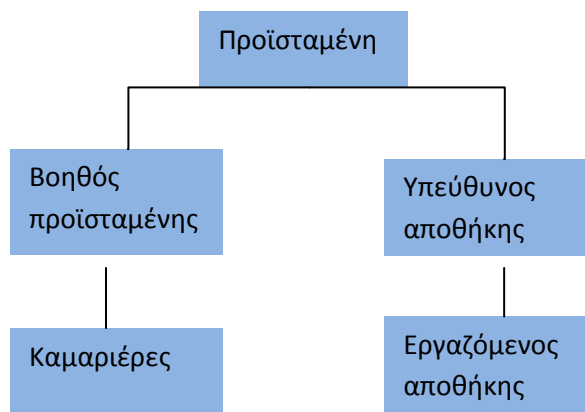 Προϊσταμένη
Βοηθός
προϊσταμένης
Υπεύθυνος
αποθήκης
Καμαριέρες
Εργαζόμενος
αποθήκης